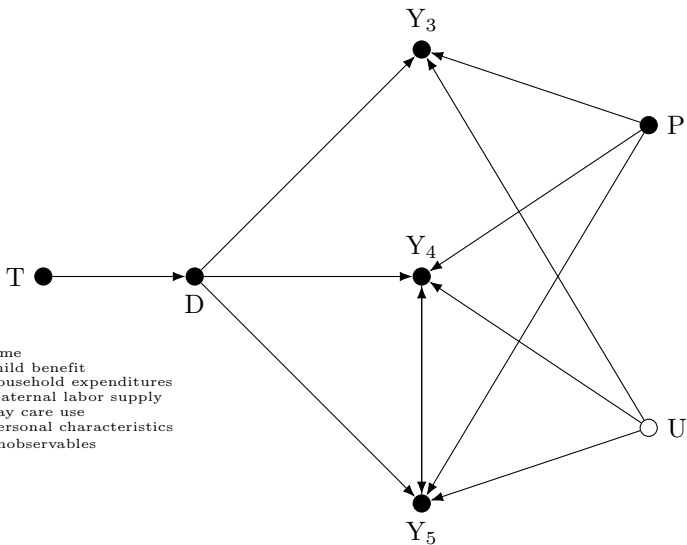 Y₃
P
Y₄
T
D
me
hild benefit
ousehold expenditures
aternal labor supply
ay care use
ersonal characteristics
nobservables
U
Y₅